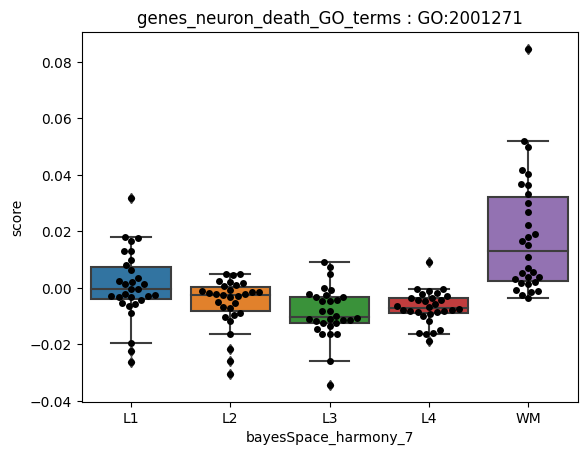 genes_neuron_death_GO_terms : GO:2001271
0.08
0.06
0.04
0.02
0.00
−0.02
−0.04
score
L1 L2 L3 L4 WM
bayesSpace_harmony_7